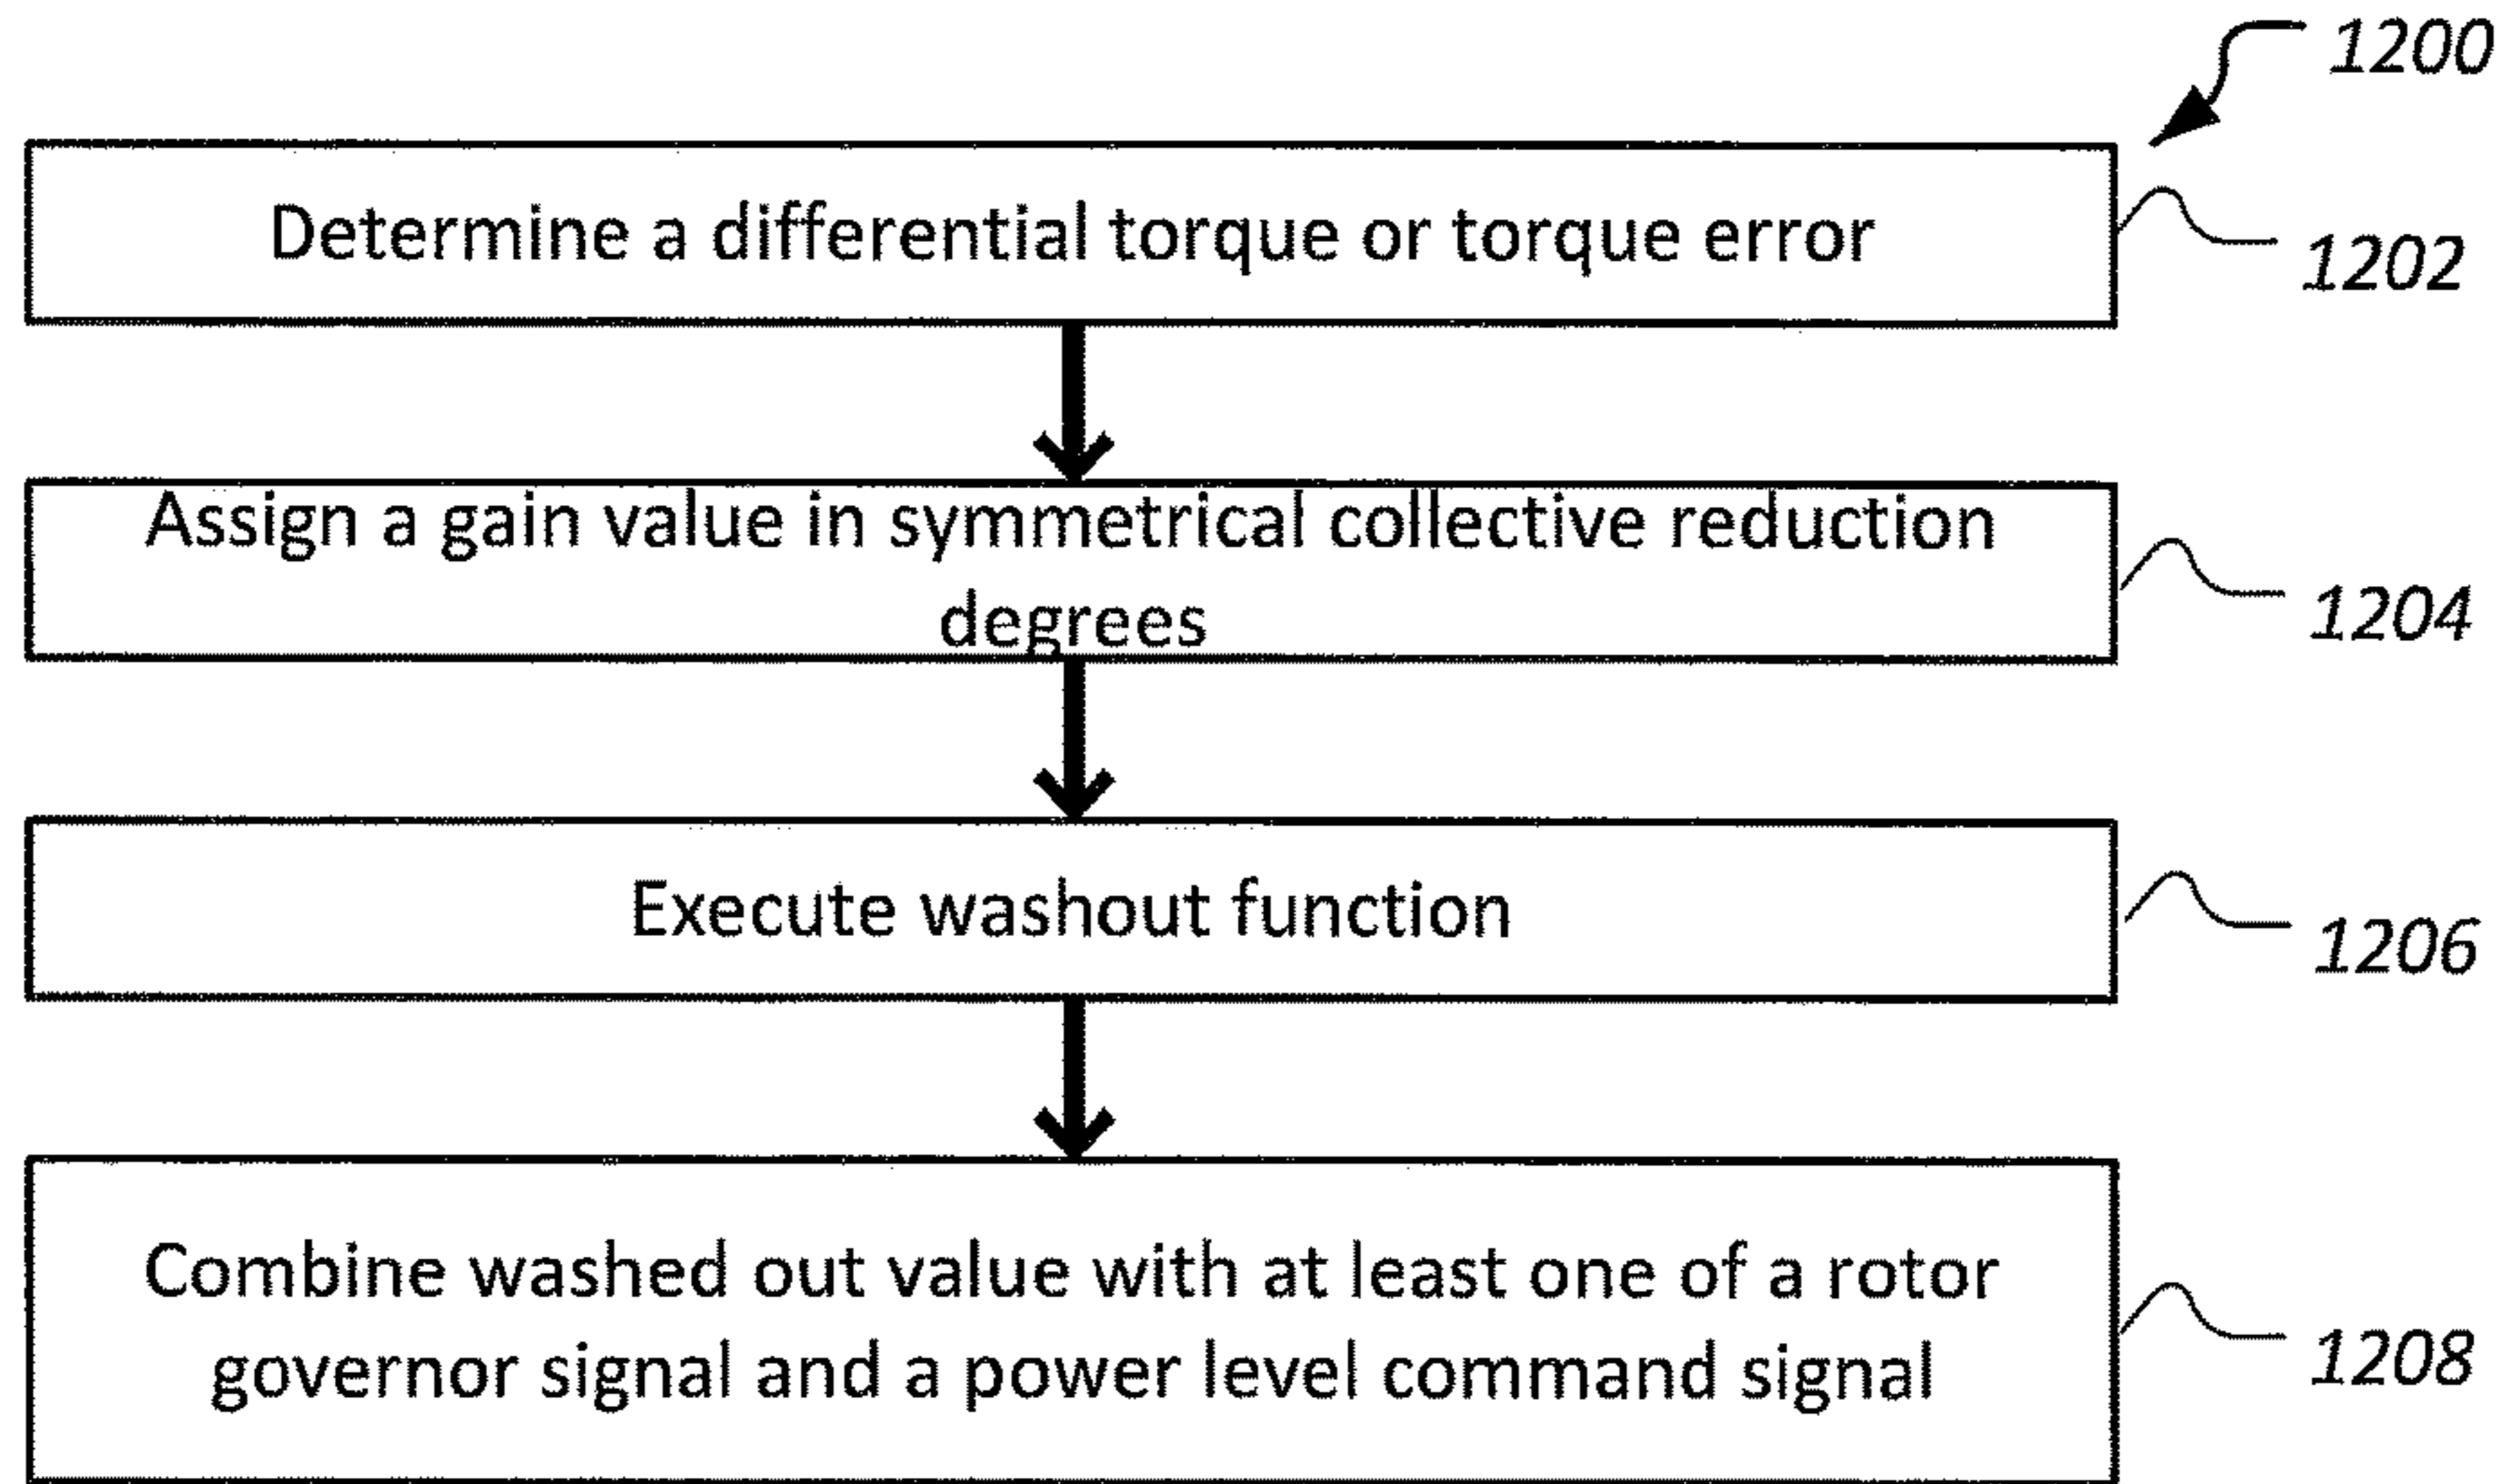 1200
Determine a differential torque or torque error
1202
Assign a gain value in symmetrical collective reduction
degrees
1204
Execute washout function
1206
Combine washed out value with at least one of a rotor
governor signal and a power level command signal
1208